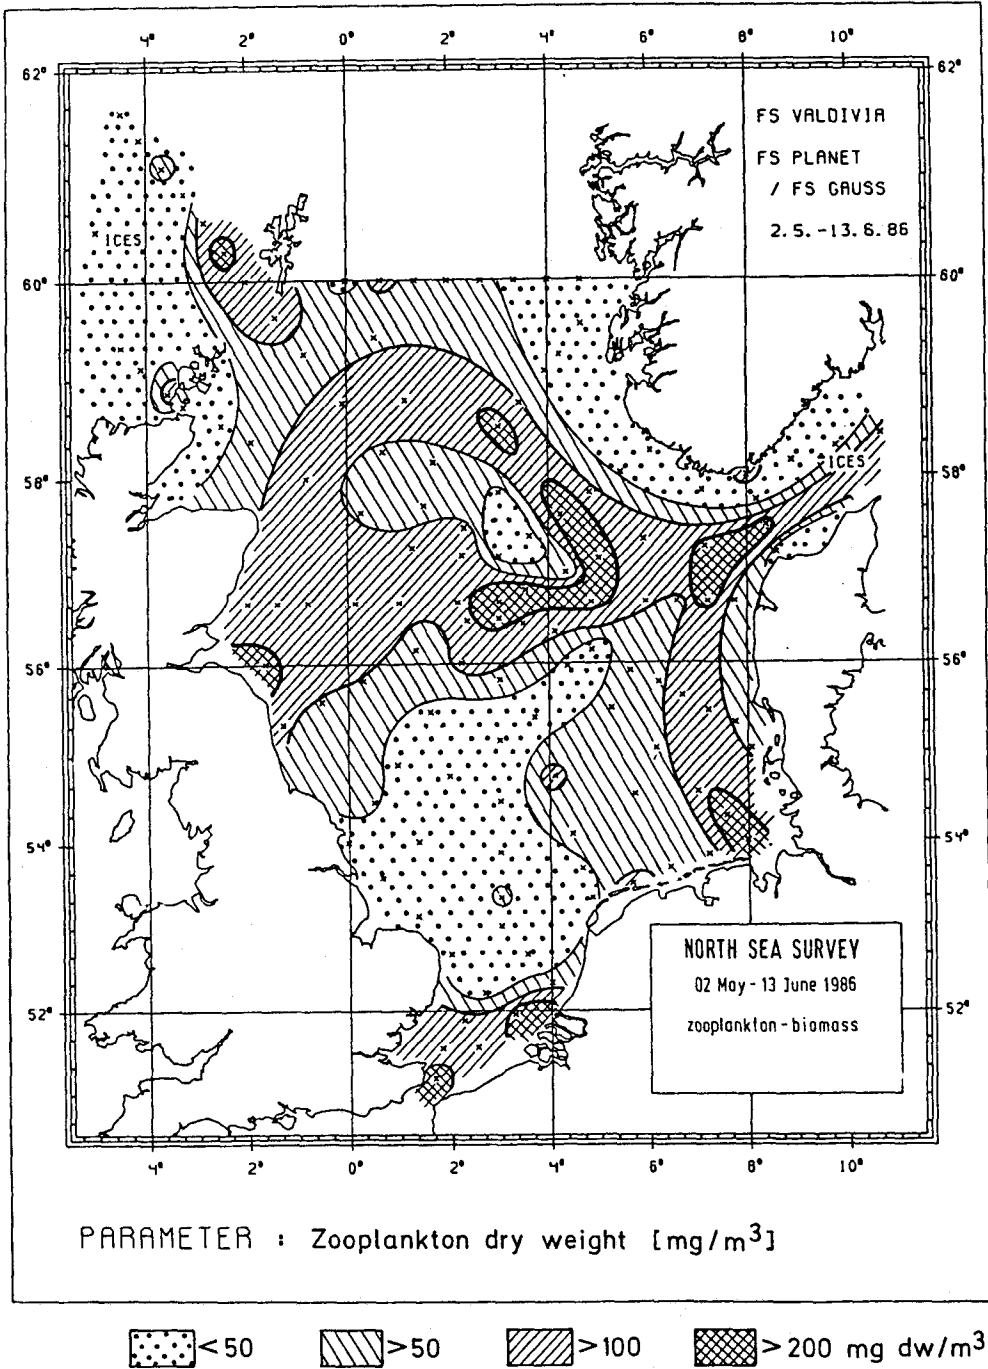 4° 2° 0° 2° 4° 6° 8° 10°
62° 62°
FS VALDIVIA
FS PLANET
/ FS GAUSS
2.5.-13.6.86
ICES
60° 60°
58° 58°
ICES
56° 56°
54° 54°
NORTH SEA SURVEY
02 May - 13 June 1986
zooplankton-biomass
52° 52°
4° 2° 0° 2° 4° 6° 8° 10°
PARAMETER : Zooplankton dry weight [mg/m³]
<50 >50 >100 >200 mg dw/m³